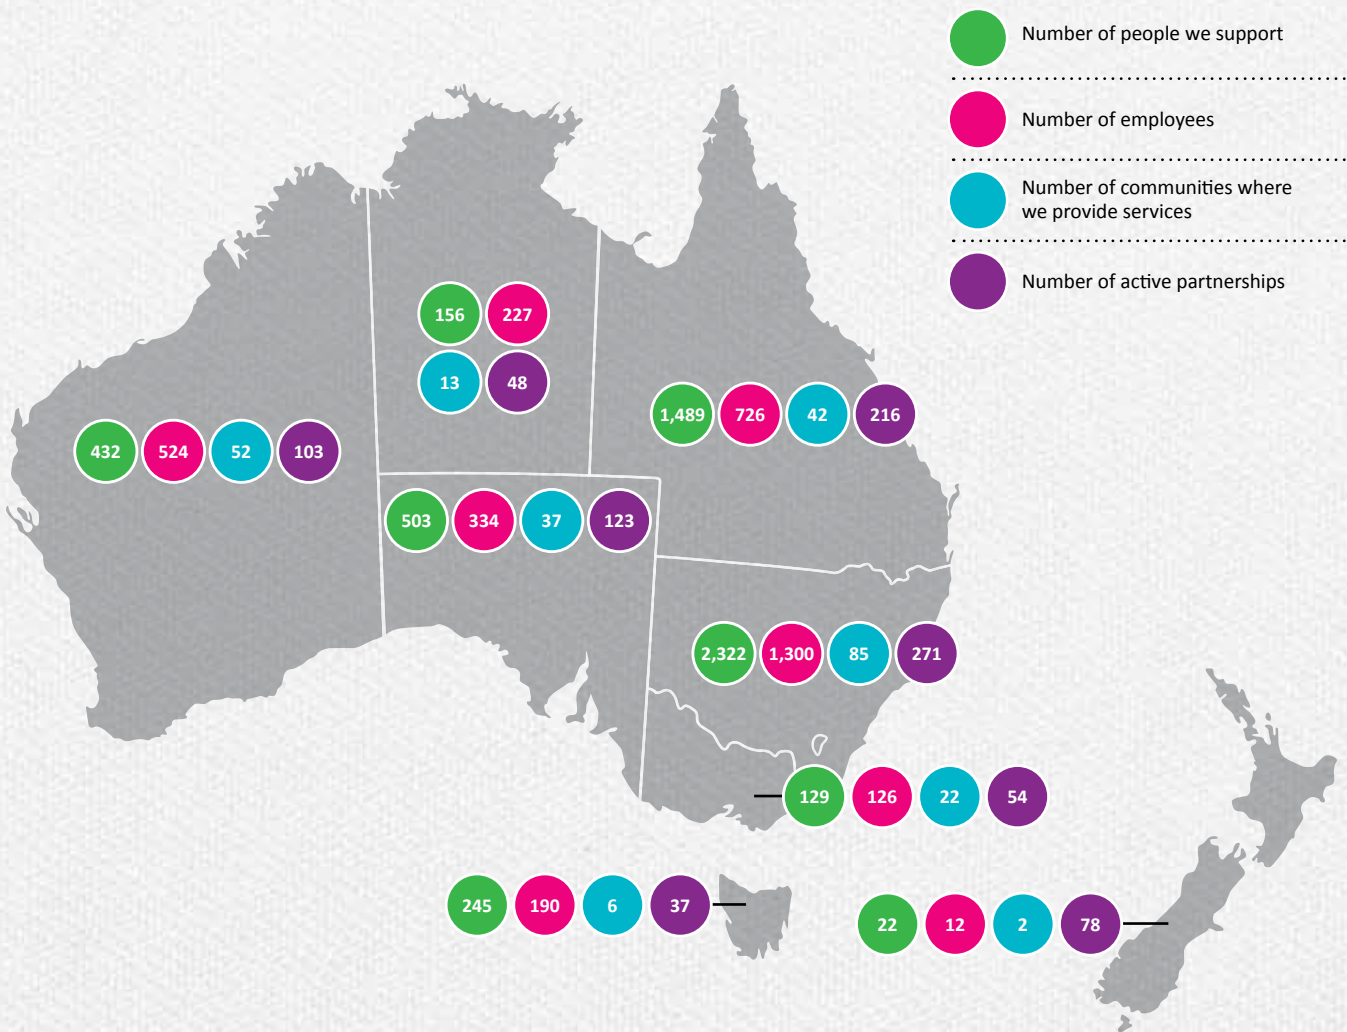 Number of people we support
Number of employees
Number of communities where
we provide services
Number of active partnerships
156 227
13 48
1,489 726 42 216
432 524 52 103
503 334 37 123
2,322 1,300 85 271
129 126 22 54
245 190 6 37
22 12 2 78